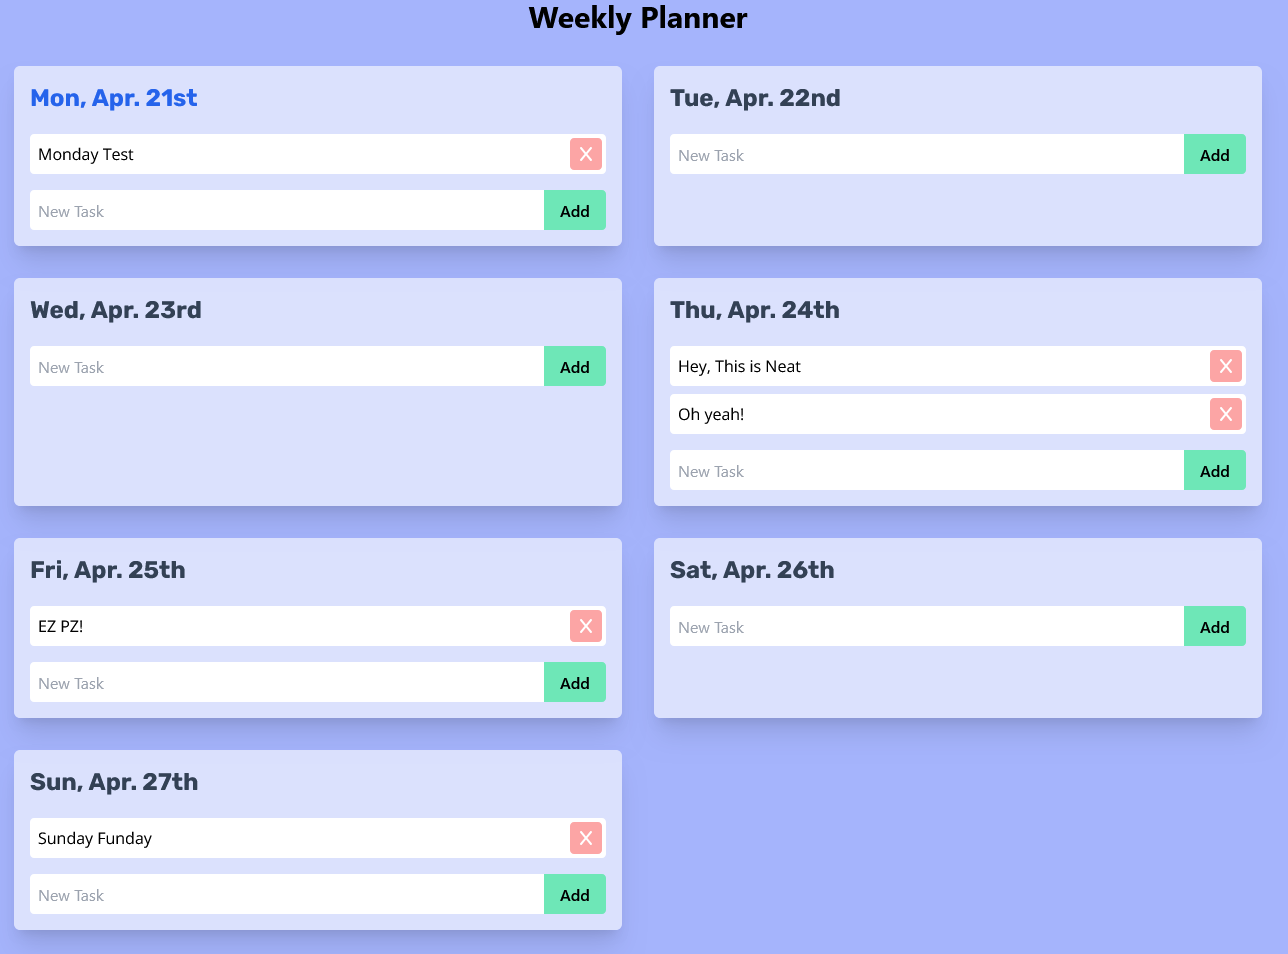 Weekly Planner
Mon, Apr. 21st
Monday Test
X
New Task
Add
Tue, Apr. 22nd
New Task
Add
Wed, Apr. 23rd
New Task
Add
Thu, Apr. 24th
Hey, This is Neat
X
Oh yeah!
X
New Task
Add
Fri, Apr. 25th
EZ PZ!
X
New Task
Add
Sat, Apr. 26th
New Task
Add
Sun, Apr. 27th
Sunday Funday
X
New Task
Add